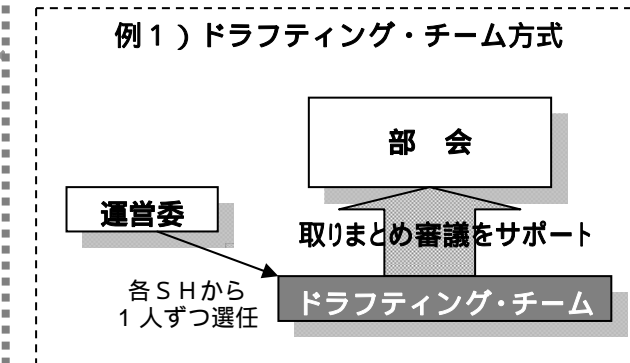 例１）ドラフティング・チーム方式
部　会
運営委
取りまとめ審議をサポート
各ＳＨから
１人ずつ選任
ドラフティング・チーム